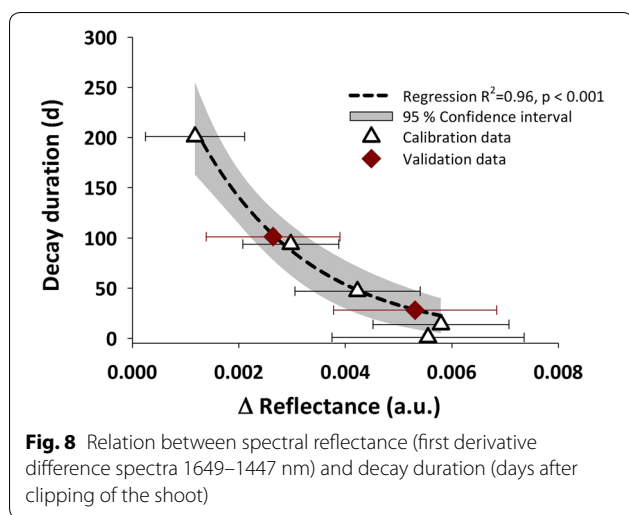 300
250
200
150
100
50
0
Decay duration (d)
Regression R²=0.96, p < 0.001
95 % Confidence interval
Calibration data
Validation data
0.000 0.002 0.004 0.006 0.008
Δ Reflectance (a.u.)
Fig. 8 Relation between spectral reflectance (first derivative
difference spectra 1649–1447 nm) and decay duration (days after
clipping of the shoot)